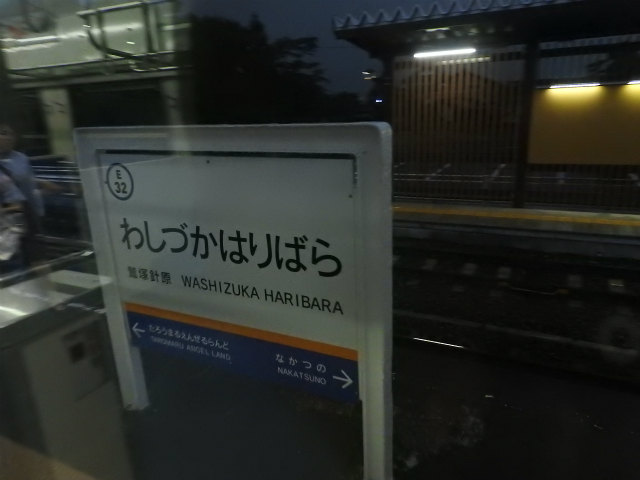 E
32
わしづかはりばら
鷲塚針原 WASHIZUKA HARIBARA
← たろうまるえんぜるらんど
TAROMARU ANGEL LAND
なかつの →
NAKATSUNO